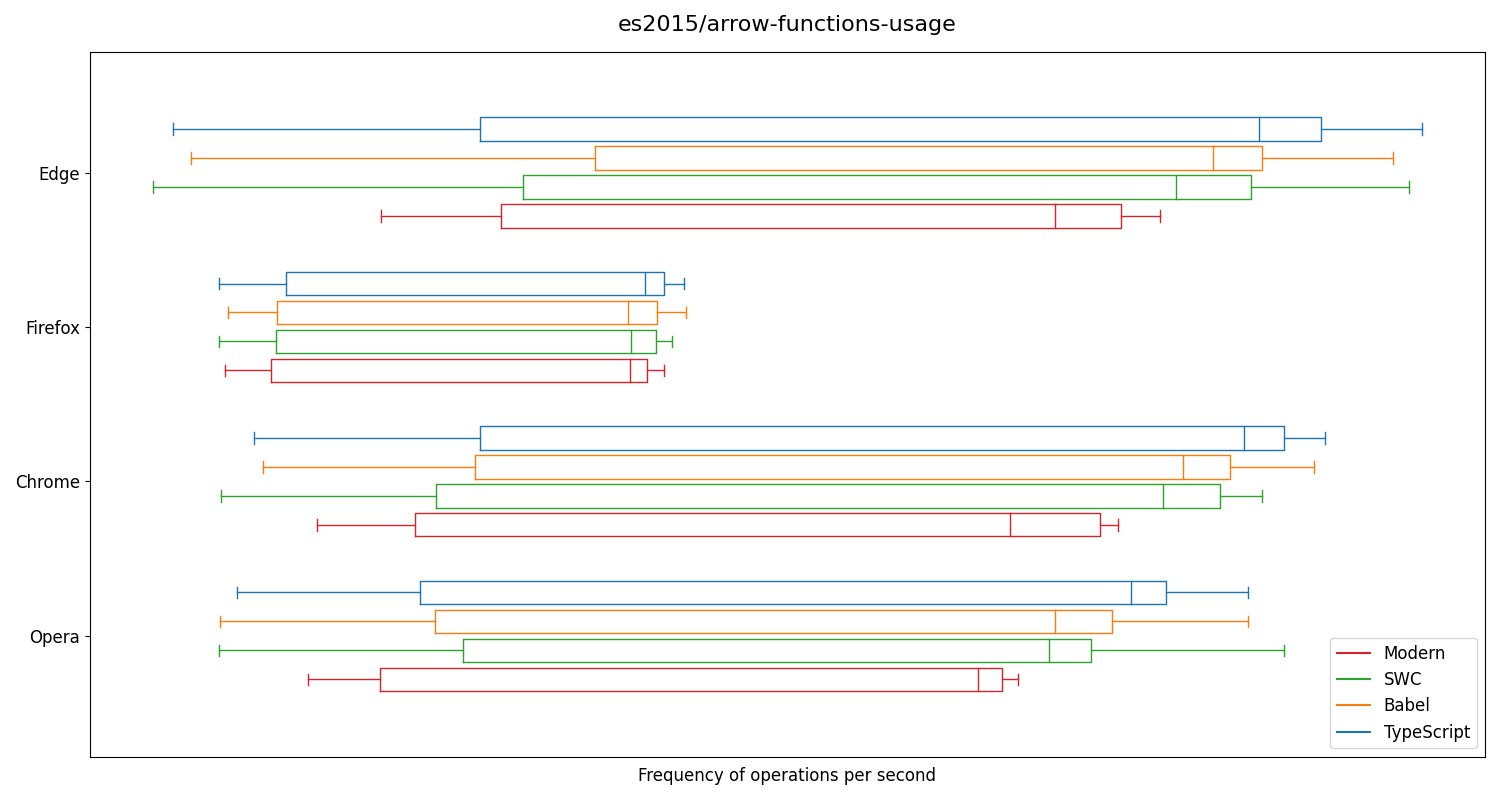 es2015/arrow-functions-usage
Edge
Firefox
Chrome
Opera
Modern
SWC
Babel
TypeScript
Frequency of operations per second